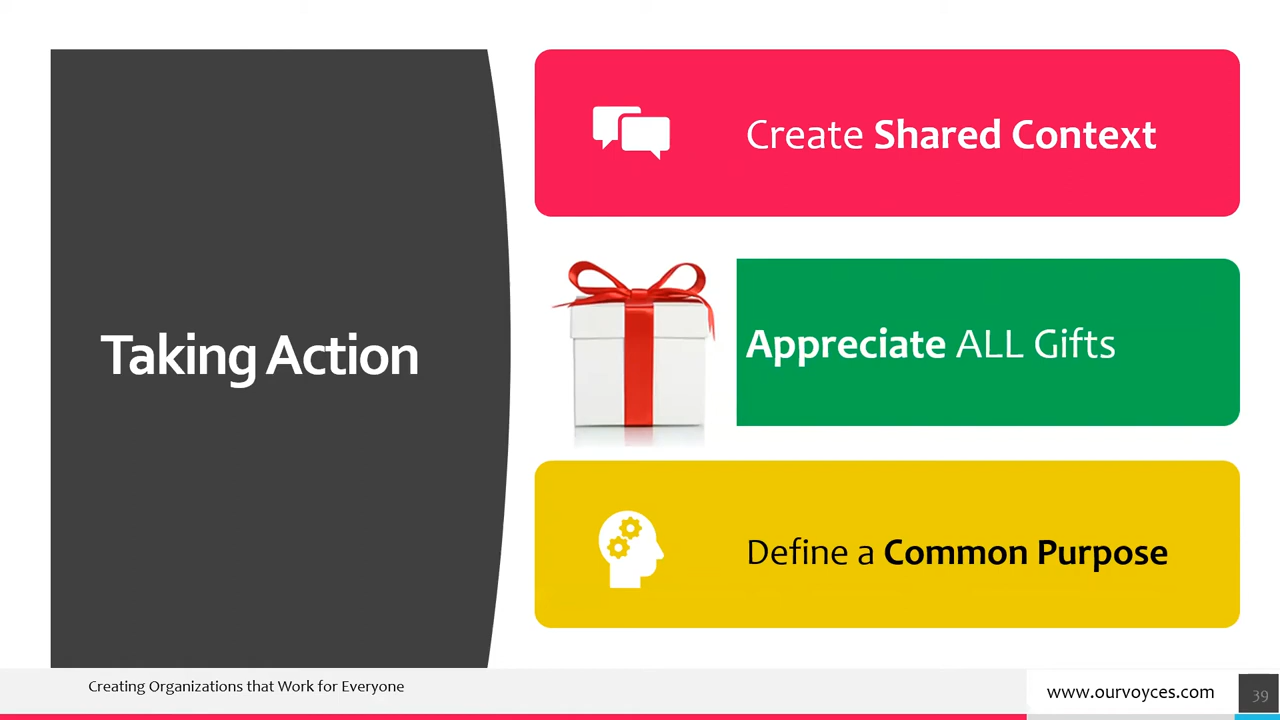 Taking Action
Create Shared Context
Appreciate ALL Gifts
Define a Common Purpose
Creating Organizations that Work for Everyone
www.ourvoyces.com
39